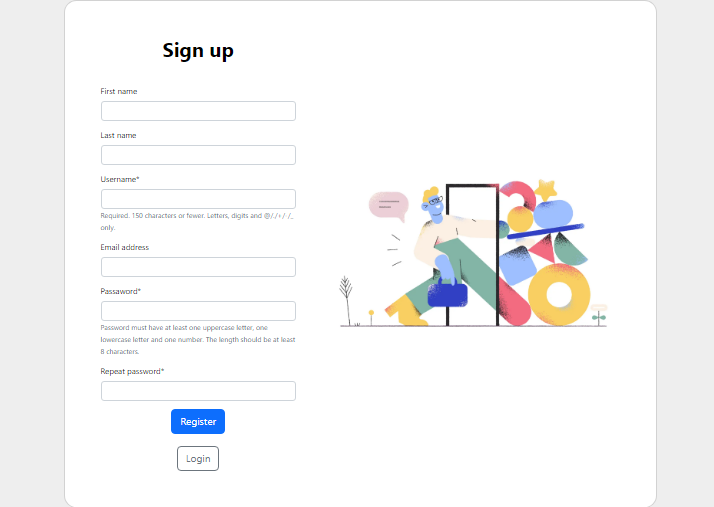 Sign up
First name
Last name
Username*
Required. 150 characters or fewer. Letters, digits and @/./+/-/_
only.
Email address
Passaword*
Password must have at least one uppercase letter, one
lowercase letter and one number. The length should be at least
8 characters.
Repeat password*
Register
Login